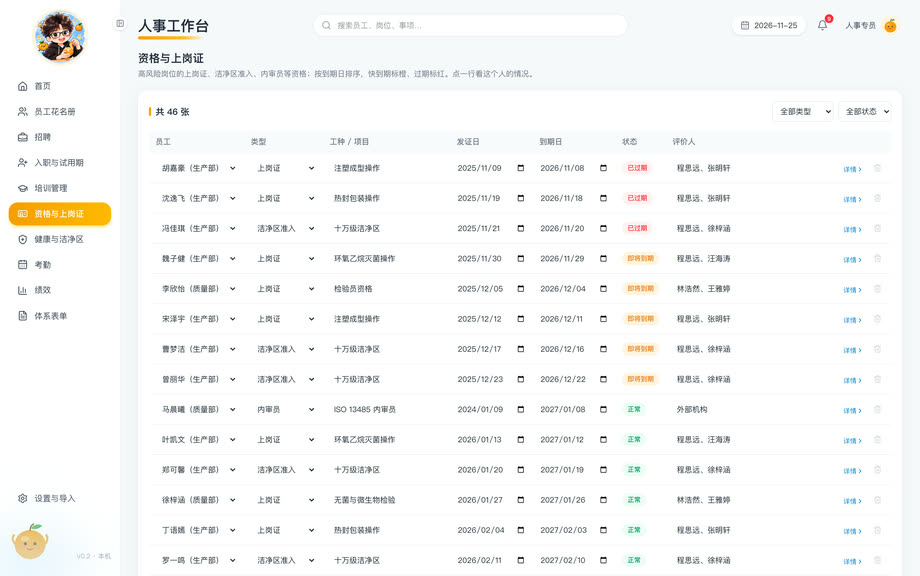 人事工作台
搜索员工、岗位、事项...
2026-11-25
9
人事专员
首页
员工花名册
招聘
入职与试用期
培训管理
资格与上岗证
健康与洁净区
考勤
绩效
体系表单
设置与导入
v0.2 · 本机
资格与上岗证
高风险岗位的上岗证、洁净区准入、内审员等资格；按到期日排序，快到期标橙、过期标红。点一行看这个人的情况。
共 46 张
全部类型 全部状态
员工 类型 工种 / 项目 发证日 到期日 状态 评价人
胡嘉豪（生产部） 上岗证 注塑成型操作 2025/11/09 2026/11/08 已过期 程思远、张明轩 详情 ›
沈逸飞（生产部） 上岗证 热封包装操作 2025/11/19 2026/11/18 已过期 程思远、张明轩 详情 ›
冯佳琪（生产部） 洁净区准入 十万级洁净区 2025/11/21 2026/11/20 已过期 程思远、徐梓涵 详情 ›
魏子健（生产部） 上岗证 环氧乙烷灭菌操作 2025/11/30 2026/11/29 即将到期 程思远、汪海涛 详情 ›
李欣怡（质量部） 上岗证 检验员资格 2025/12/05 2026/12/04 即将到期 林浩然、王雅婷 详情 ›
宋泽宇（生产部） 上岗证 注塑成型操作 2025/12/12 2026/12/11 即将到期 程思远、张明轩 详情 ›
曹梦洁（生产部） 洁净区准入 十万级洁净区 2025/12/17 2026/12/16 即将到期 程思远、徐梓涵 详情 ›
曾丽华（生产部） 洁净区准入 十万级洁净区 2025/12/23 2026/12/22 即将到期 程思远、徐梓涵 详情 ›
马晨曦（质量部） 内审员 ISO 13485 内审员 2024/01/09 2027/01/08 正常 外部机构 详情 ›
叶凯文（生产部） 上岗证 环氧乙烷灭菌操作 2026/01/13 2027/01/12 正常 程思远、汪海涛 详情 ›
郑可馨（生产部） 洁净区准入 十万级洁净区 2026/01/20 2027/01/19 正常 程思远、徐梓涵 详情 ›
徐梓涵（质量部） 上岗证 无菌与微生物检验 2026/01/27 2027/01/26 正常 林浩然、王雅婷 详情 ›
丁语嫣（生产部） 上岗证 热封包装操作 2026/02/04 2027/02/03 正常 程思远、张明轩 详情 ›
罗一鸣（生产部） 洁净区准入 十万级洁净区 2026/02/11 2027/02/10 正常 程思远、徐梓涵 详情 ›